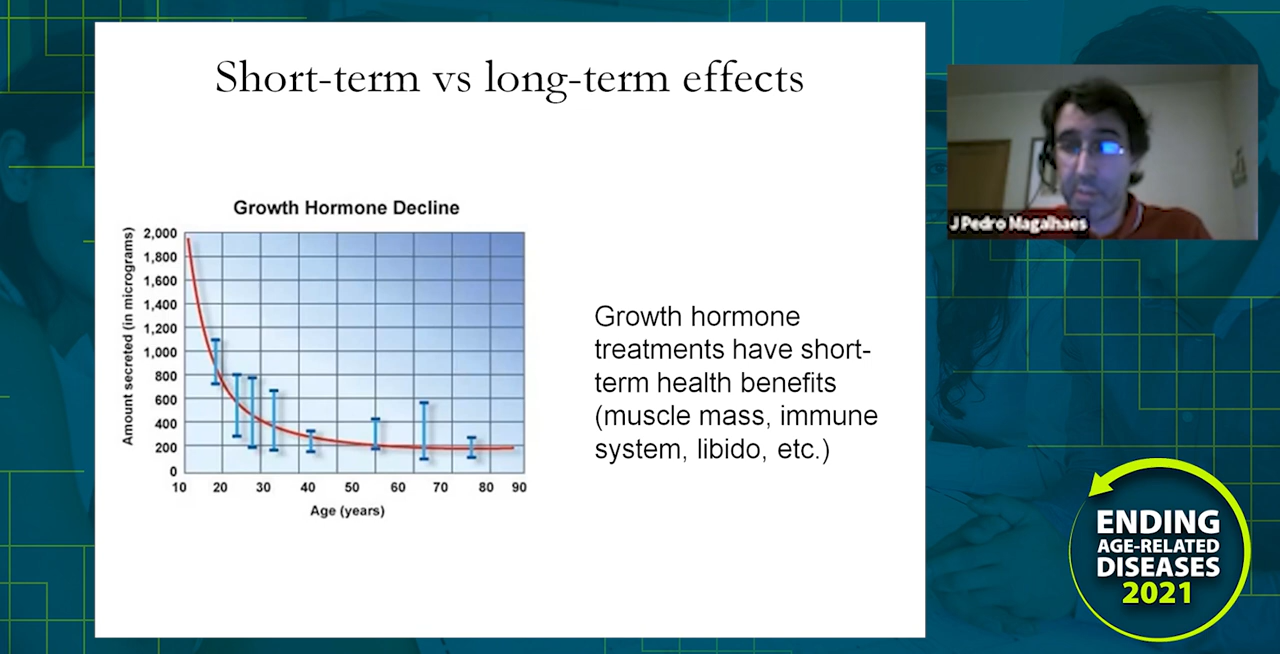 Short-term vs long-term effects
Growth Hormone Decline
Amount secreted (in micrograms)
2,000
1,800
1,600
1,400
1,200
1,000
800
600
400
200
0
10 20 30 40 50 60 70 80 90
Age (years)
Growth hormone
treatments have short-
term health benefits
(muscle mass, immune
system, libido, etc.)
J Pedro Magalhaes
ENDING
AGE-RELATED
DISEASES
2021